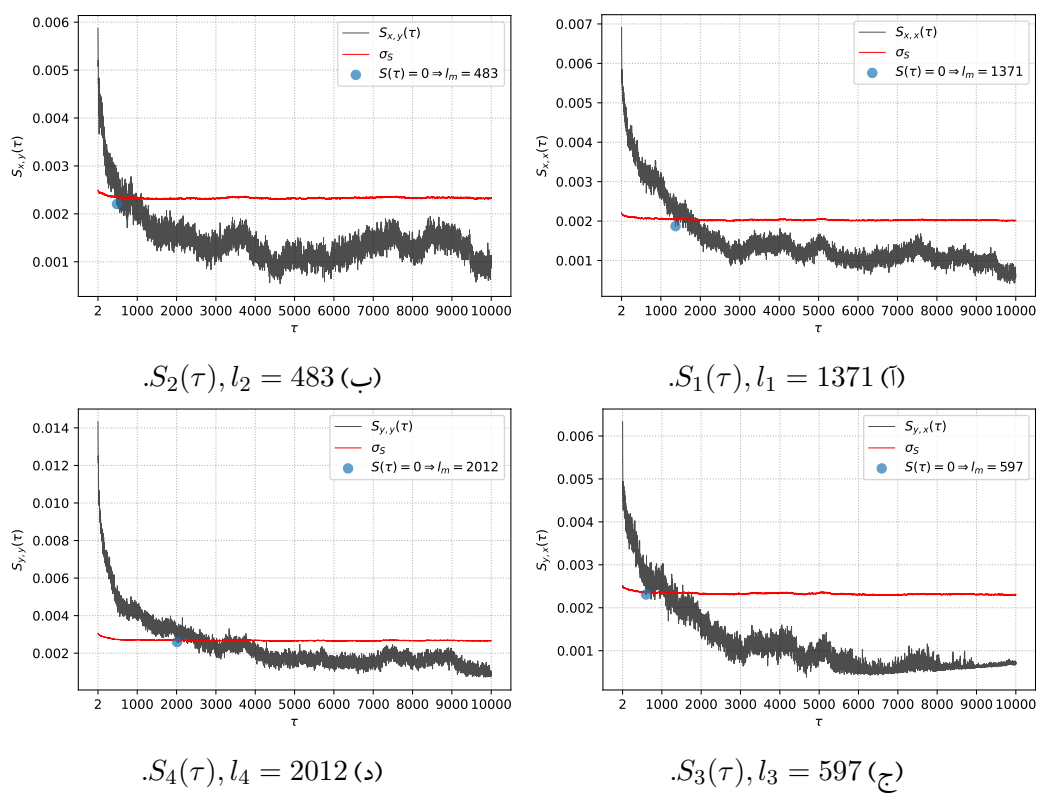 0.007
0.006
0.005
0.004
0.003
0.002
0.001
S_{x,x}(τ)
S_{x,x}(τ)
σ_S
S(τ) = 0 ⇒ l_m = 1371
2 1000 2000 3000 4000 5000 6000 7000 8000 9000 10000
τ
(آ) S_1(τ), l_1 = 1371.
0.006
0.005
0.004
0.003
0.002
0.001
S_{x,y}(τ)
S_{x,y}(τ)
σ_S
S(τ) = 0 ⇒ l_m = 483
2 1000 2000 3000 4000 5000 6000 7000 8000 9000 10000
τ
(ب) S_2(τ), l_2 = 483.
0.006
0.005
0.004
0.003
0.002
0.001
S_{y,x}(τ)
S_{y,x}(τ)
σ_S
S(τ) = 0 ⇒ l_m = 597
2 1000 2000 3000 4000 5000 6000 7000 8000 9000 10000
τ
(ج) S_3(τ), l_3 = 597.
0.014
0.012
0.010
0.008
0.006
0.004
0.002
S_{y,y}(τ)
S_{y,y}(τ)
σ_S
S(τ) = 0 ⇒ l_m = 2012
2 1000 2000 3000 4000 5000 6000 7000 8000 9000 10000
τ
(د) S_4(τ), l_4 = 2012.